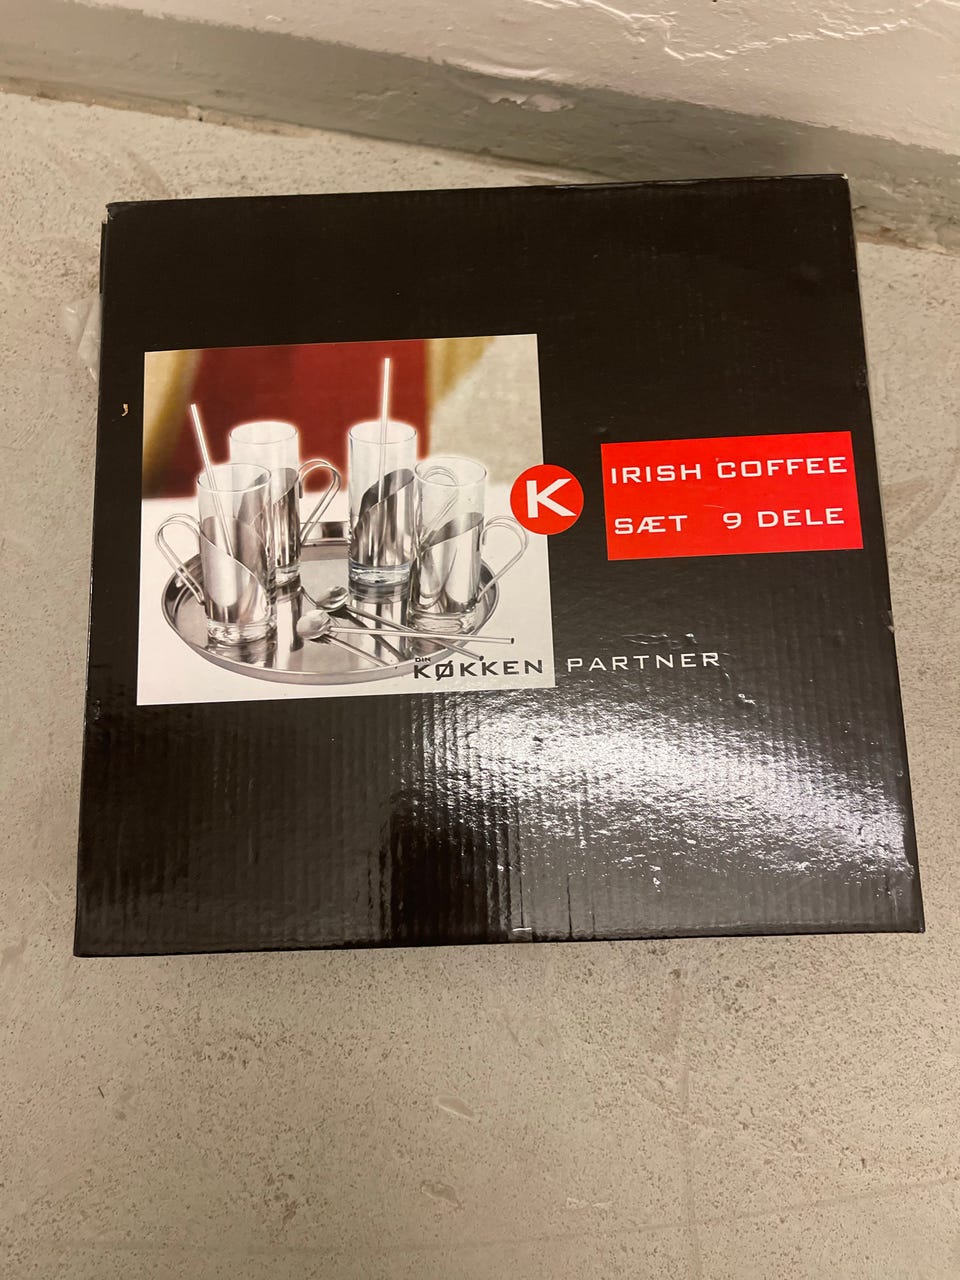 IRISH COFFEE
SÆT 9 DELE
K
DIN
KØKKEN PARTNER